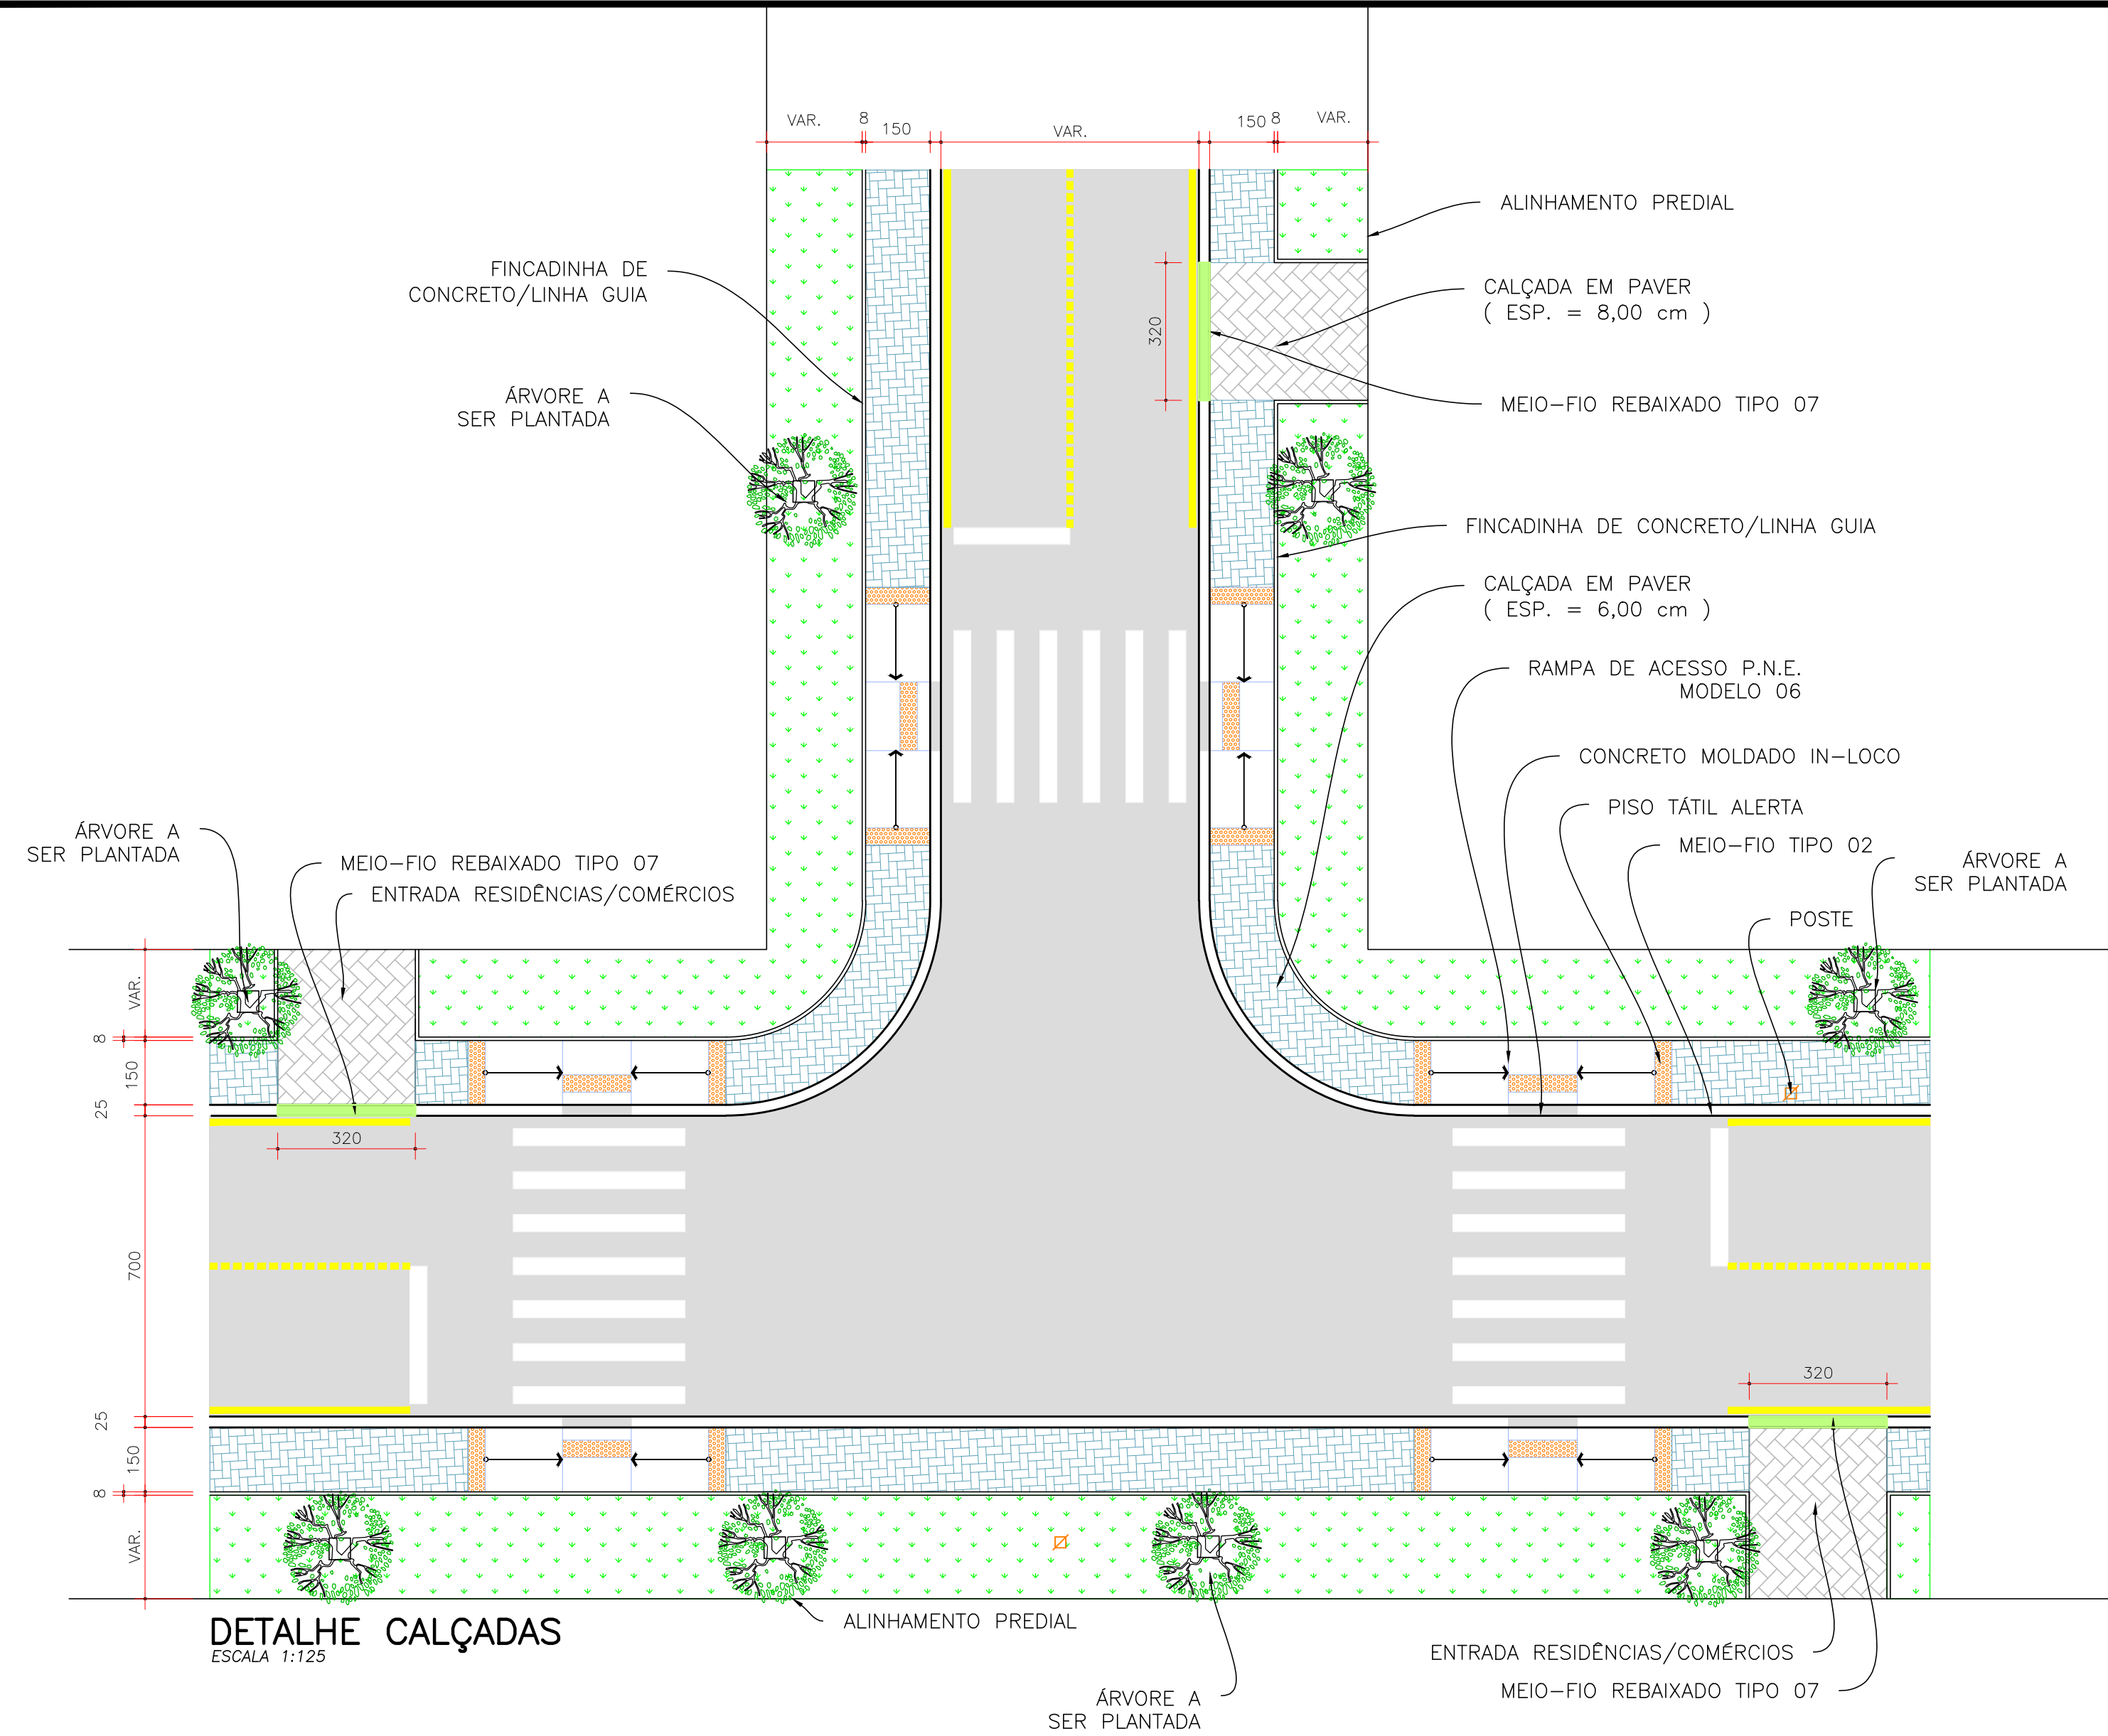 VAR.
8
150
VAR.
150
8
VAR.
ALINHAMENTO PREDIAL
FINCADINHA DE
CONCRETO/LINHA GUIA
CALÇADA EM PAVER
( ESP. = 8,00 cm )
320
ÁRVORE A
SER PLANTADA
MEIO-FIO REBAIXADO TIPO 07
FINCADINHA DE CONCRETO/LINHA GUIA
CALÇADA EM PAVER
( ESP. = 6,00 cm )
RAMPA DE ACESSO P.N.E.
MODELO 06
CONCRETO MOLDADO IN-LOCO
PISO TÁTIL ALERTA
MEIO-FIO TIPO 02
ÁRVORE A
SER PLANTADA
ÁRVORE A
SER PLANTADA
MEIO-FIO REBAIXADO TIPO 07
ENTRADA RESIDÊNCIAS/COMÉRCIOS
POSTE
VAR.
8
150
25
320
700
320
25
150
8
VAR.
DETALHE CALÇADAS
ESCALA 1:125
ALINHAMENTO PREDIAL
ENTRADA RESIDÊNCIAS/COMÉRCIOS
MEIO-FIO REBAIXADO TIPO 07
ÁRVORE A
SER PLANTADA